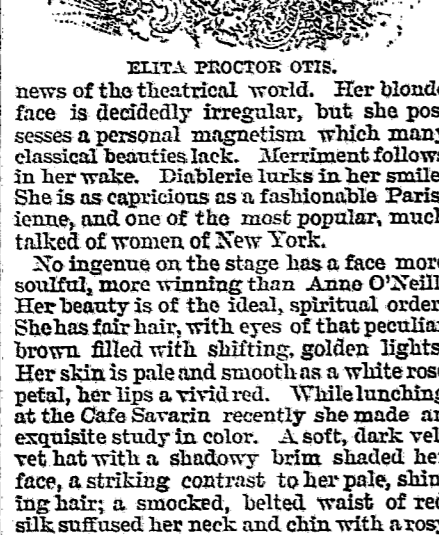 ELITA PROCTOR OTIS.
news of the theatrical world. Her blond
face is decidedly irregular, but she pos
sesses a personal magnetism which many
classical beauties lack. Merriment follow
in her wake. Diablerie lurks in her smile
She is as capricious as a fashionable Paris
ienne, and one of the most popular, much
talked of women of New York.
No ingenue on the stage has a face more
soulful, more winning than Anne O'Neill
Her beauty is of the ideal, spiritual order
She has fair hair, with eyes of that peculiar
brown filled with shifting, golden lights
Her skin is pale and smooth as a white rose
petal, her lips a vivid red. While lunching
at the Cafe Savarin recently she made an
exquisite study in color. A soft, dark vel
vet hat with a shadowy brim shaded her
face, a striking contrast to her pale, shin
ing hair; a smocked, belted waist of red
silk suffused her neck and chin with a rosy